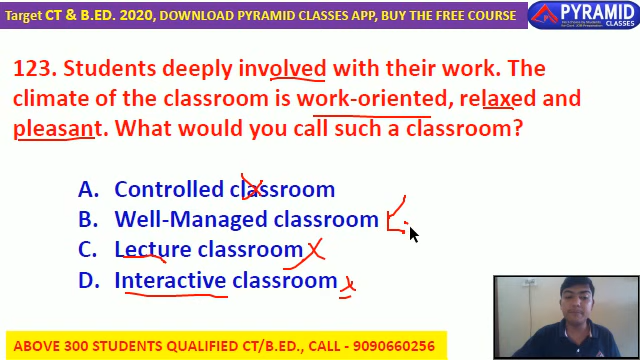 Target CT & B.ED. 2020, DOWNLOAD PYRAMID CLASSES APP, BUY THE FREE COURSE
PYRAMID
CLASSES
123. Students deeply involved with their work. The
climate of the classroom is work-oriented, relaxed and
pleasant. What would you call such a classroom?
A. Controlled classroom
B. Well-Managed classroom
C. Lecture classroom
D. Interactive classroom
ABOVE 300 STUDENTS QUALIFIED CT/B.ED., CALL - 9090660256